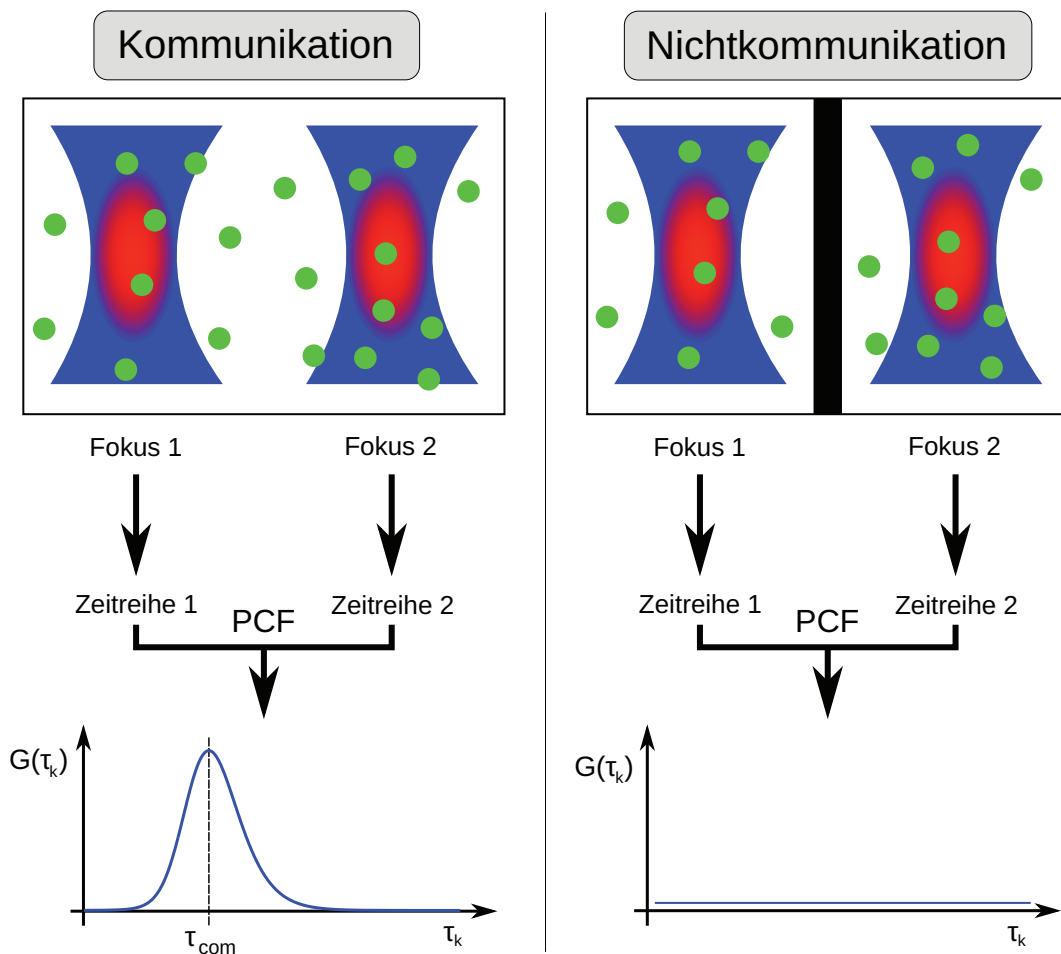 Kommunikation
Fokus 1 Fokus 2
Zeitreihe 1 PCF Zeitreihe 2
G(τk)
τcom τk
Nichtkommunikation
Fokus 1 Fokus 2
Zeitreihe 1 PCF Zeitreihe 2
G(τk)
τk